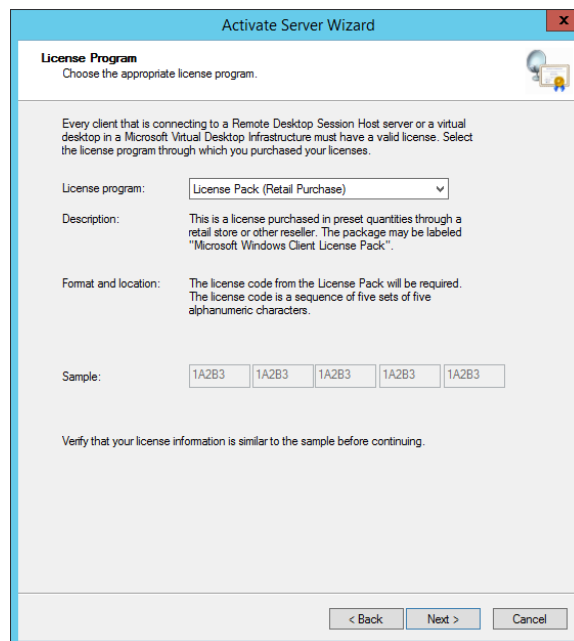 Activate Server Wizard
x
License Program
Choose the appropriate license program.
Every client that is connecting to a Remote Desktop Session Host server or a virtual
desktop in a Microsoft Virtual Desktop Infrastructure must have a valid license. Select
the license program through which you purchased your licenses.
License program: License Pack (Retail Purchase)
Description: This is a license purchased in preset quantities through a
retail store or other reseller. The package may be labeled
"Microsoft Windows Client License Pack".
Format and location: The license code from the License Pack will be required.
The license code is a sequence of five sets of five
alphanumeric characters.
Sample: 1A2B3 1A2B3 1A2B3 1A2B3 1A2B3
Verify that your license information is similar to the sample before continuing.
< Back Next > Cancel